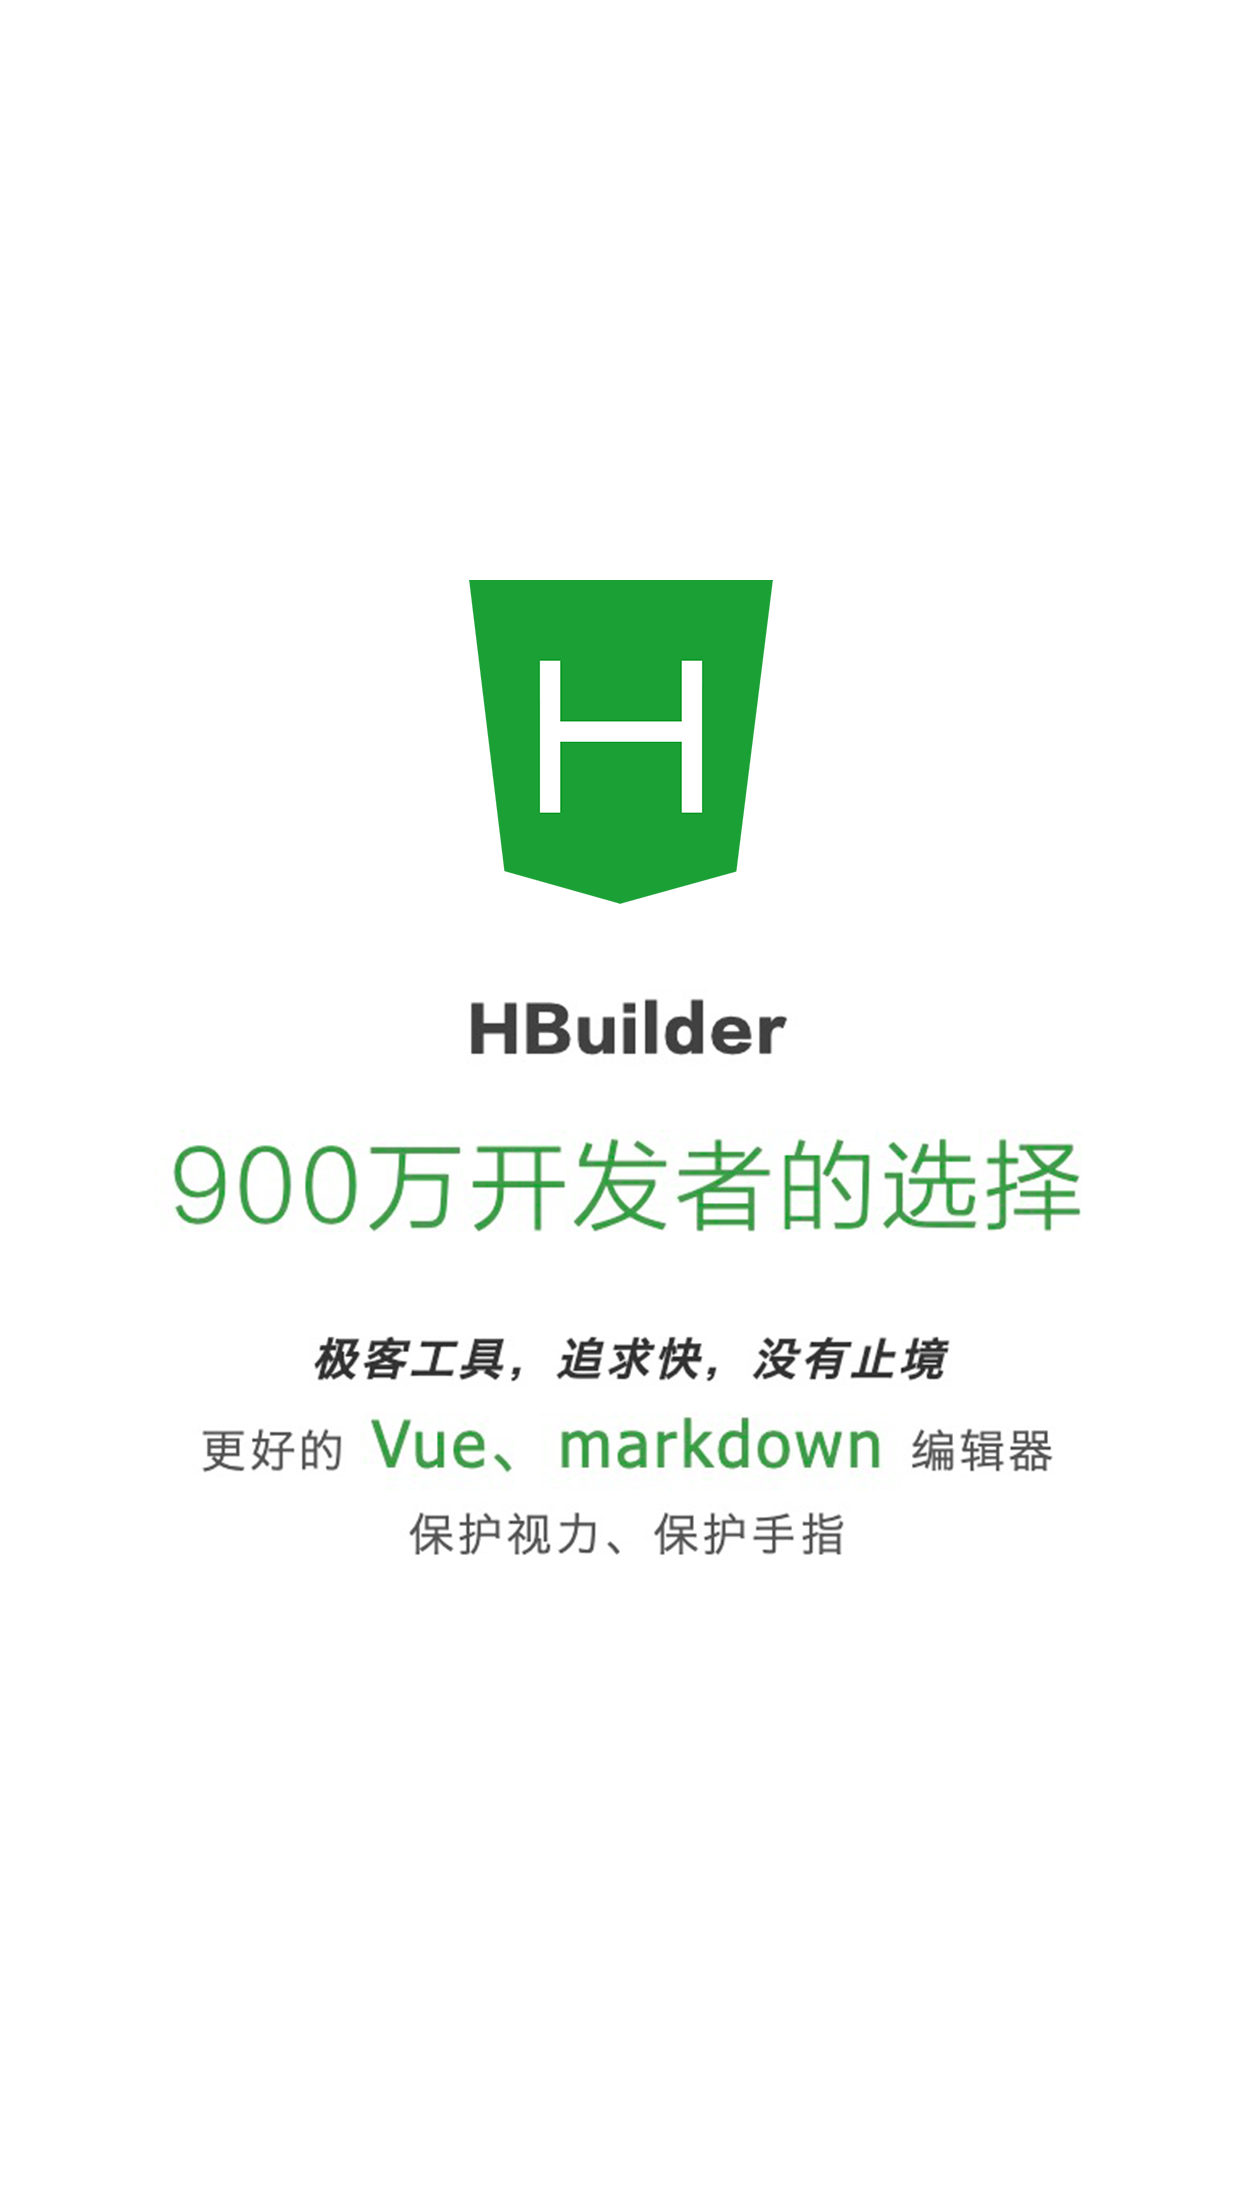 H
HBuilder
900万开发者的选择
极客工具，追求快，没有止境
更好的 Vue、markdown 编辑器
保护视力、保护手指